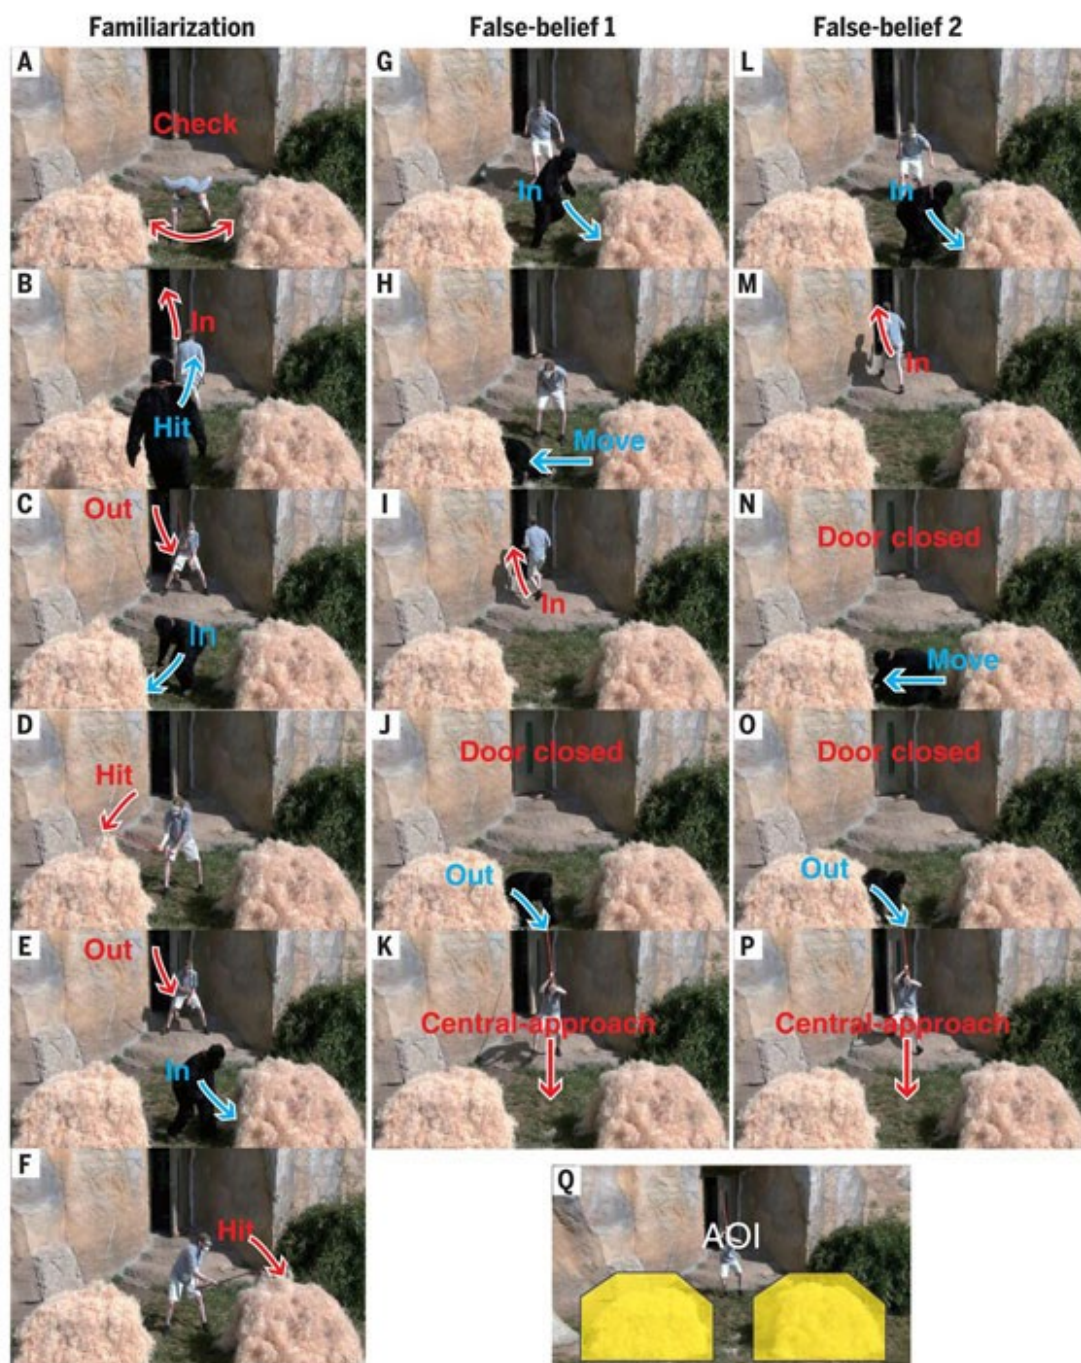 Familiarization
False-belief 1
False-belief 2
A
Check
G
In
L
In
B
In
Hit
H
Move
M
In
C
Out
In
I
In
N
Door closed
Move
D
Hit
J
Door closed
Out
O
Door closed
Out
E
Out
In
K
Central-approach
P
Central-approach
F
Hit
Q
AOI